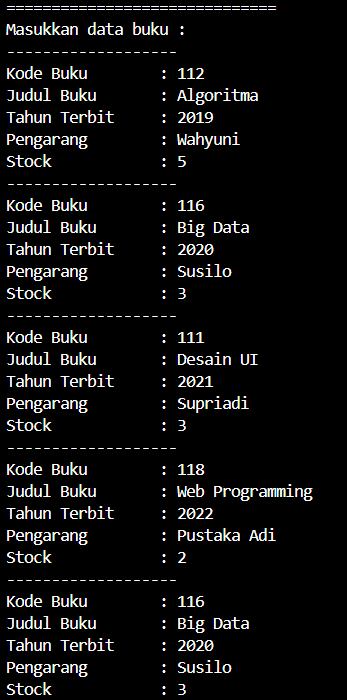 ==============================
Masukkan data buku :
-------------------
Kode Buku        : 112
Judul Buku       : Algoritma
Tahun Terbit     : 2019
Pengarang        : Wahyuni
Stock            : 5
-------------------
Kode Buku        : 116
Judul Buku       : Big Data
Tahun Terbit     : 2020
Pengarang        : Susilo
Stock            : 3
-------------------
Kode Buku        : 111
Judul Buku       : Desain UI
Tahun Terbit     : 2021
Pengarang        : Supriadi
Stock            : 3
-------------------
Kode Buku        : 118
Judul Buku       : Web Programming
Tahun Terbit     : 2022
Pengarang        : Pustaka Adi
Stock            : 2
-------------------
Kode Buku        : 116
Judul Buku       : Big Data
Tahun Terbit     : 2020
Pengarang        : Susilo
Stock            : 3